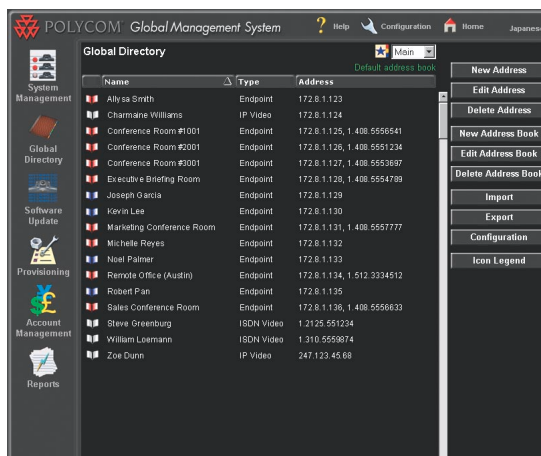 POLYCOM Global Management System
? Help
Configuration
Home
Japanese
System Management
Global Directory
Software Update
Provisioning
Account Management
Reports
Global Directory
Main
Default address book
Name Type Address
Allysa Smith Endpoint 172.8.1.123
Charmaine Williams IP Video 172.8.1.124
Conference Room #1001 Endpoint 172.8.1.125, 1.408.5556541
Conference Room #2001 Endpoint 172.8.1.126, 1.408.5551234
Conference Room #3001 Endpoint 172.8.1.127, 1.408.5553697
Executive Briefing Room Endpoint 172.8.1.128, 1.408.5554789
Joseph Garcia Endpoint 172.8.1.129
Kevin Lee Endpoint 172.8.1.130
Marketing Conference Room Endpoint 172.8.1.131, 1.408.5557777
Michelle Reyes Endpoint 172.8.1.132
Noel Palmer Endpoint 172.8.1.133
Remote Office (Austin) Endpoint 172.8.1.134, 1.512.3334512
Robert Pan Endpoint 172.8.1.135
Sales Conference Room Endpoint 172.8.1.136, 1.408.5556633
Steve Greenburg ISDN Video 1.2125.551234
William Loemann ISDN Video 1.310.5559874
Zoe Dunn IP Video 247.123.45.68
New Address
Edit Address
Delete Address
New Address Book
Edit Address Book
Delete Address Book
Import
Export
Configuration
Icon Legend